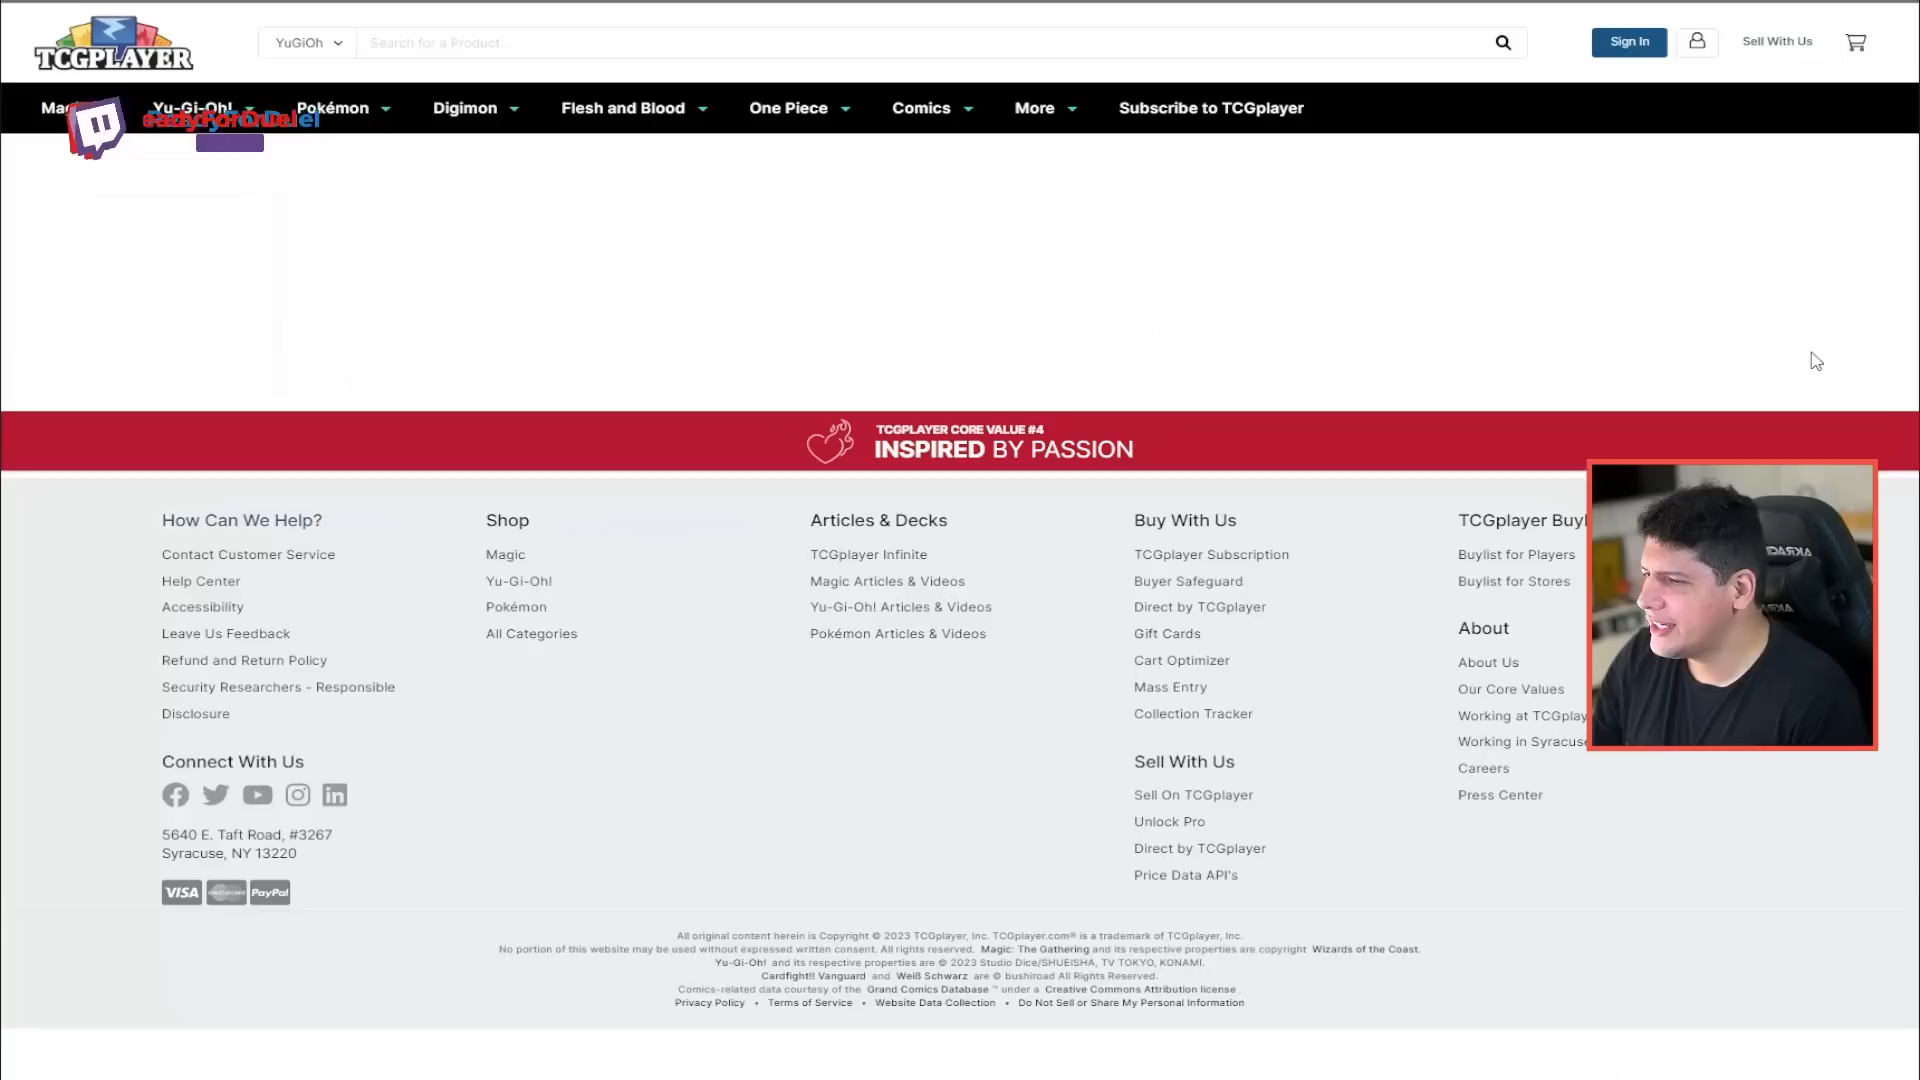 TCGPLAYER
YuGiOh
Search for a Product
Sign In
Sell With Us
Yu-Gi-Oh!
Pokémon
Digimon
Flesh and Blood
One Piece
Comics
More
Subscribe to TCGplayer
TCGPLAYER CORE VALUE #4
INSPIRED BY PASSION
How Can We Help?
Contact Customer Service
Help Center
Accessibility
Leave Us Feedback
Refund and Return Policy
Security Researchers - Responsible
Disclosure
Connect With Us
5640 E. Taft Road, #3267
Syracuse, NY 13220
VISA
mastercard
PayPal
Shop
Magic
Yu-Gi-Oh!
Pokémon
All Categories
Articles & Decks
TCGplayer Infinite
Magic Articles & Videos
Yu-Gi-Oh! Articles & Videos
Pokémon Articles & Videos
Buy With Us
TCGplayer Subscription
Buyer Safeguard
Direct by TCGplayer
Gift Cards
Cart Optimizer
Mass Entry
Collection Tracker
Sell With Us
Sell On TCGplayer
Unlock Pro
Direct by TCGplayer
Price Data API's
TCGplayer Buyl
Buylist for Players
Buylist for Stores
About
About Us
Our Core Values
Working at TCGplay
Working in Syracuse
Careers
Press Center
AKRACING
All original content herein is Copyright © 2023 TCGplayer, Inc. TCGplayer.com® is a trademark of TCGplayer, Inc.
No portion of this website may be used without expressed written consent. All rights reserved. Magic: The Gathering and its respective properties are copyright Wizards of the Coast.
Yu-Gi-Oh! and its respective properties are © 2023 Studio Dice/SHUEISHA, TV TOKYO, KONAMI.
Cardfight!! Vanguard and Weiß Schwarz are © bushiroad All Rights Reserved.
Comics-related data courtesy of the Grand Comics Database ™ under a Creative Commons Attribution license
Privacy Policy • Terms of Service • Website Data Collection • Do Not Sell or Share My Personal Information